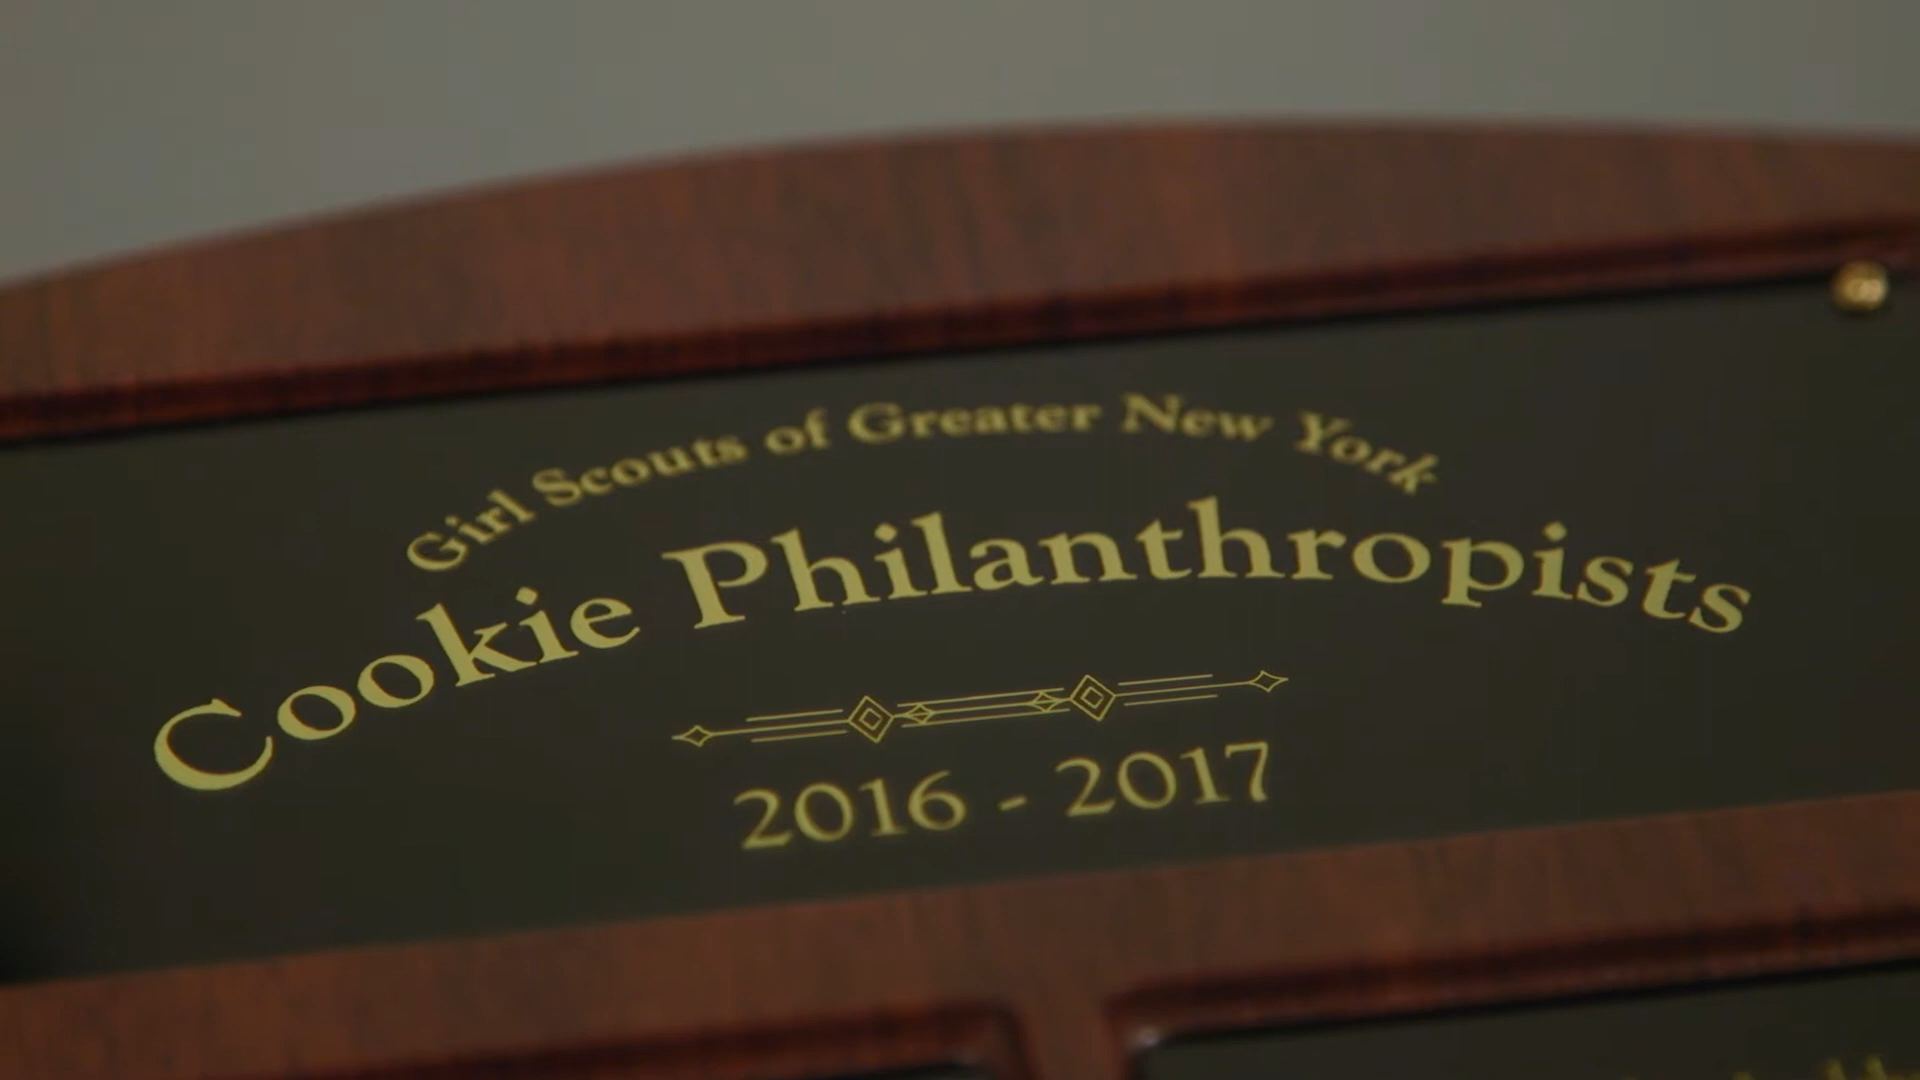 Girl Scouts of Greater New York
Cookie Philanthropists
2016 - 2017